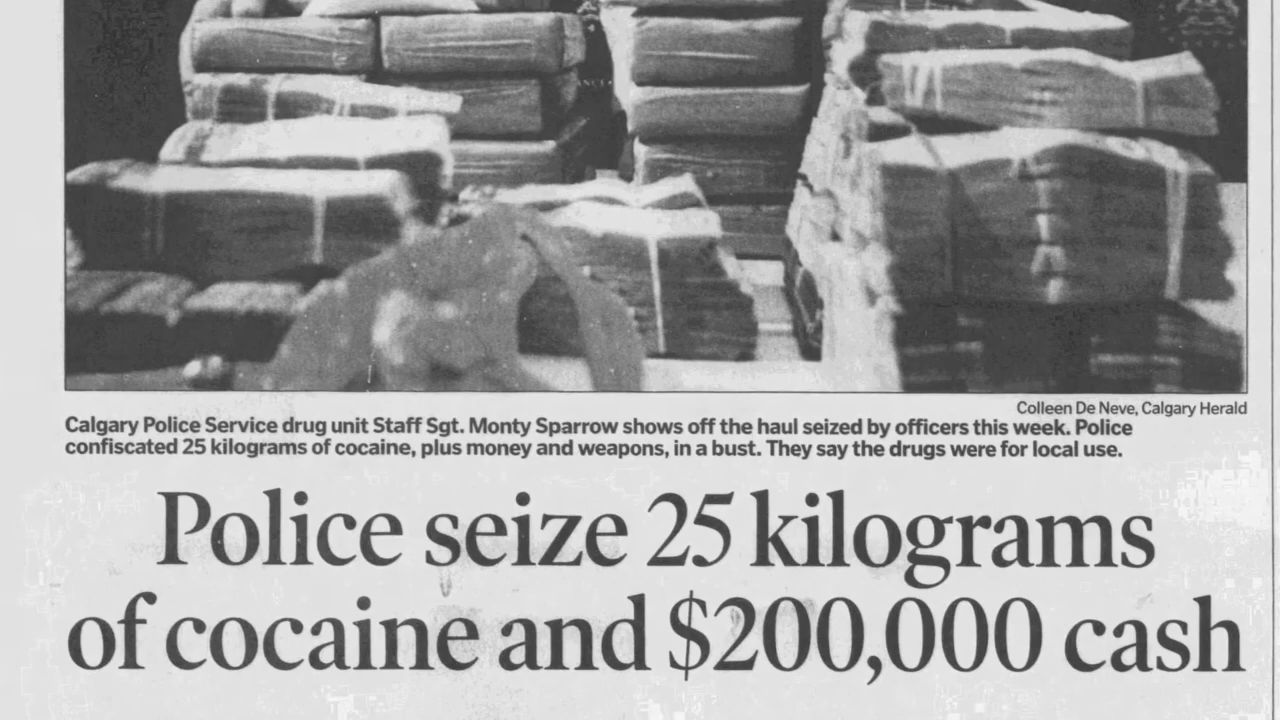 Colleen De Neve, Calgary Herald
Calgary Police Service drug unit Staff Sgt. Monty Sparrow shows off the haul seized by officers this week. Police
confiscated 25 kilograms of cocaine, plus money and weapons, in a bust. They say the drugs were for local use.
Police seize 25 kilograms
of cocaine and $200,000 cash